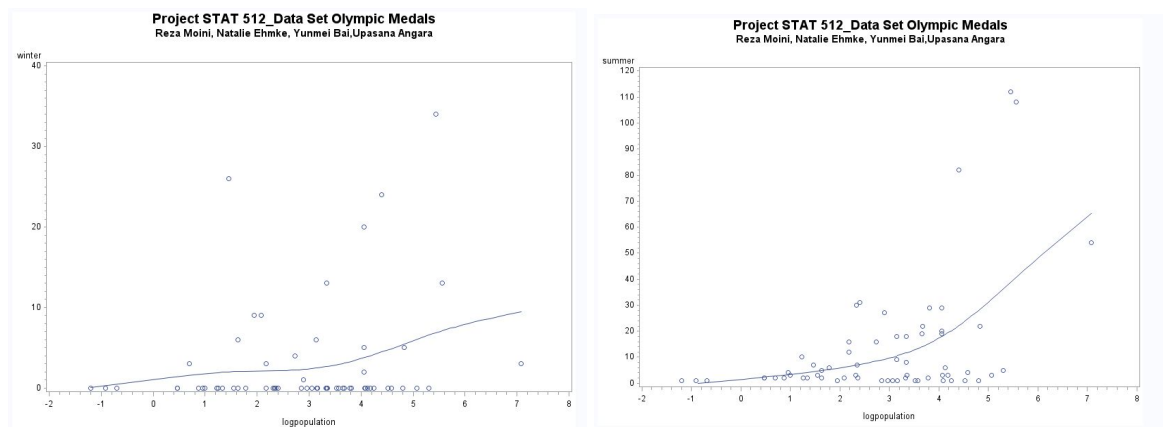 Project STAT 512_Data Set Olympic Medals
Reza Moini, Natalie Ehmke, Yunmei Bai,Upasana Angara
winter
40
30
20
10
0
-2 -1 0 1 2 3 4 5 6 7 8
logpopulation
Project STAT 512_Data Set Olympic Medals
Reza Moini, Natalie Ehmke, Yunmei Bai,Upasana Angara
summer
120
110
100
90
80
70
60
50
40
30
20
10
0
-2 -1 0 1 2 3 4 5 6 7 8
logpopulation